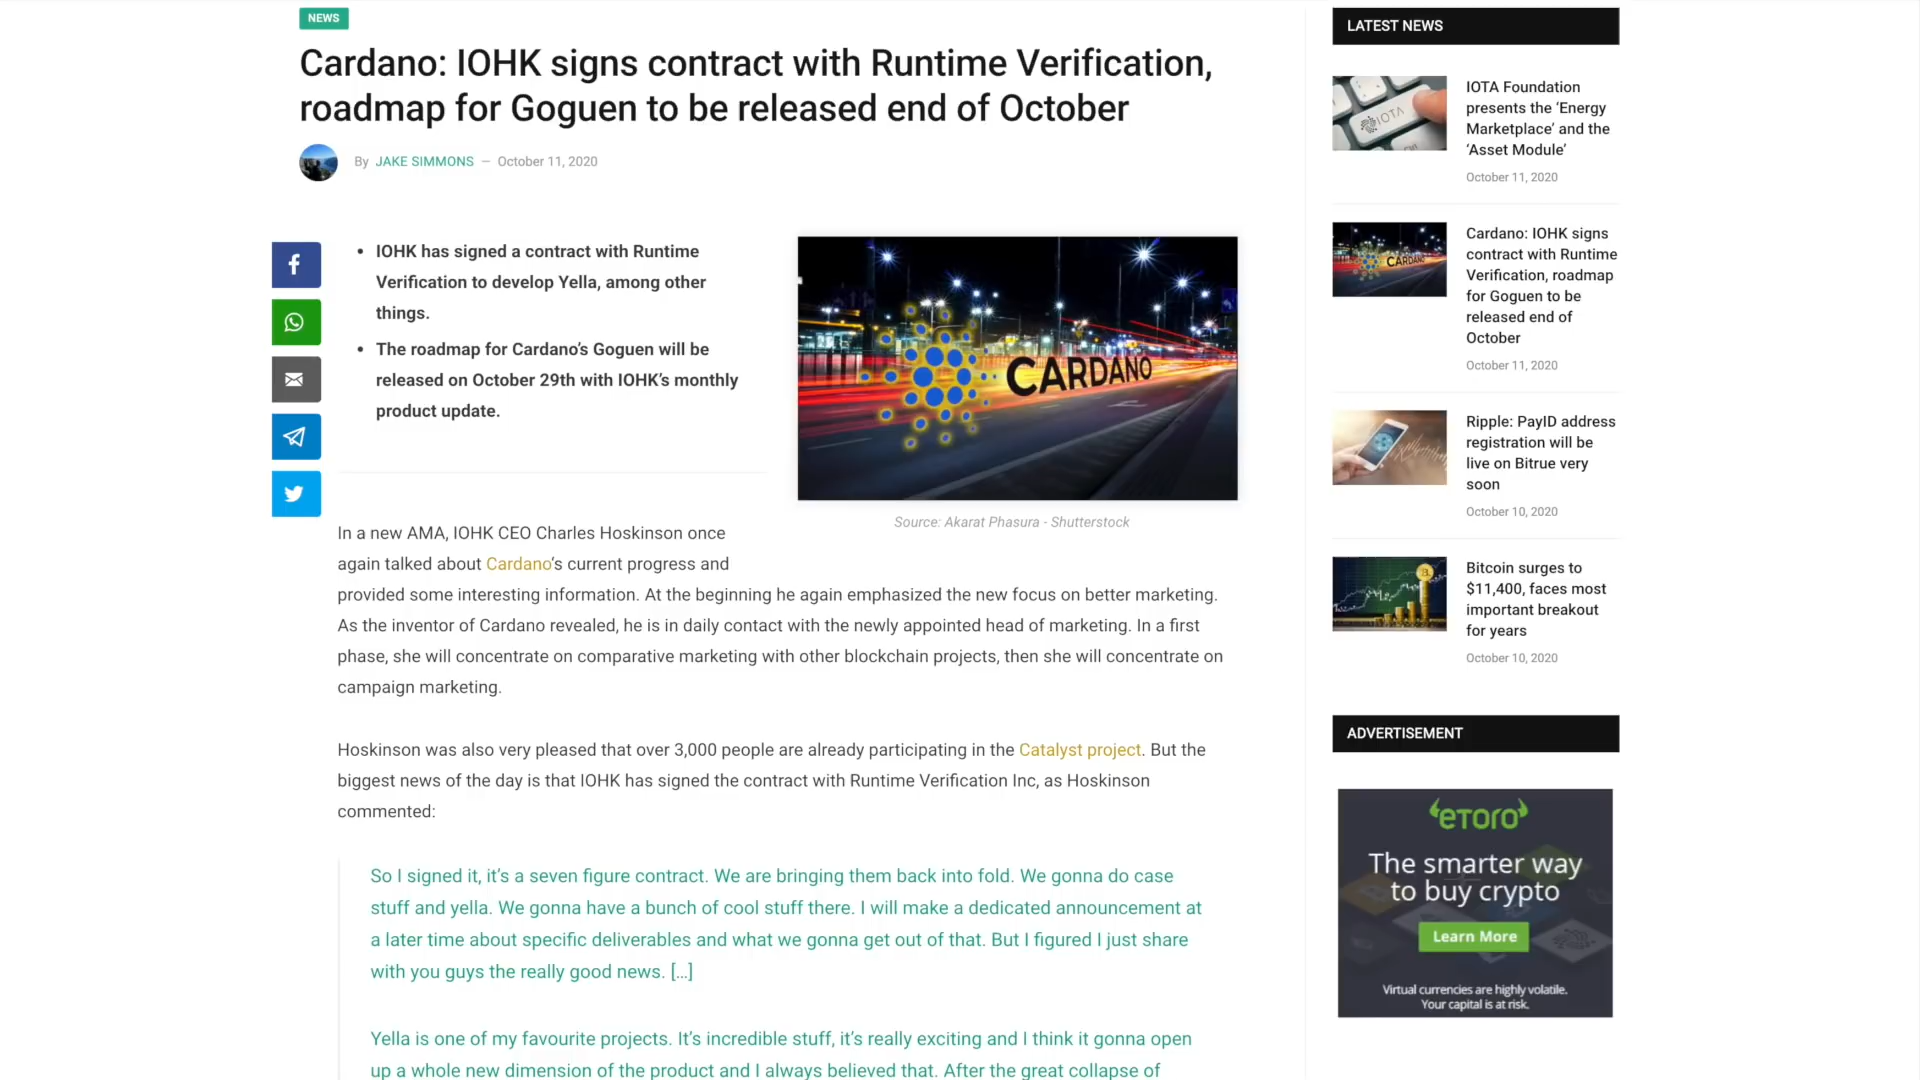 NEWS
Cardano: IOHK signs contract with Runtime Verification,
roadmap for Goguen to be released end of October
By JAKE SIMMONS — October 11, 2020
• IOHK has signed a contract with Runtime
Verification to develop Yella, among other
things.
• The roadmap for Cardano’s Goguen will be
released on October 29th with IOHK’s monthly
product update.
CARDANO
Source: Akarat Phasura - Shutterstock
In a new AMA, IOHK CEO Charles Hoskinson once
again talked about Cardano‘s current progress and
provided some interesting information. At the beginning he again emphasized the new focus on better marketing.
As the inventor of Cardano revealed, he is in daily contact with the newly appointed head of marketing. In a first
phase, she will concentrate on comparative marketing with other blockchain projects, then she will concentrate on
campaign marketing.
Hoskinson was also very pleased that over 3,000 people are already participating in the Catalyst project. But the
biggest news of the day is that IOHK has signed the contract with Runtime Verification Inc, as Hoskinson
commented:
So I signed it, it’s a seven figure contract. We are bringing them back into fold. We gonna do case
stuff and yella. We gonna have a bunch of cool stuff there. I will make a dedicated announcement at
a later time about specific deliverables and what we gonna get out of that. But I figured I just share
with you guys the really good news. […]
Yella is one of my favourite projects. It’s incredible stuff, it’s really exciting and I think it gonna open
up a whole new dimension of the product and I always believed that. After the great collapse of
LATEST NEWS
IOTA
IOTA Foundation
presents the ‘Energy
Marketplace’ and the
‘Asset Module’
October 11, 2020
CARDANO
Cardano: IOHK signs
contract with Runtime
Verification, roadmap
for Goguen to be
released end of
October
October 11, 2020
Ripple: PayID address
registration will be
live on Bitrue very
soon
October 10, 2020
Bitcoin surges to
$11,400, faces most
important breakout
for years
October 10, 2020
ADVERTISEMENT
eToro
The smarter way
to buy crypto
Learn More
Virtual currencies are highly volatile.
Your capital is at risk.